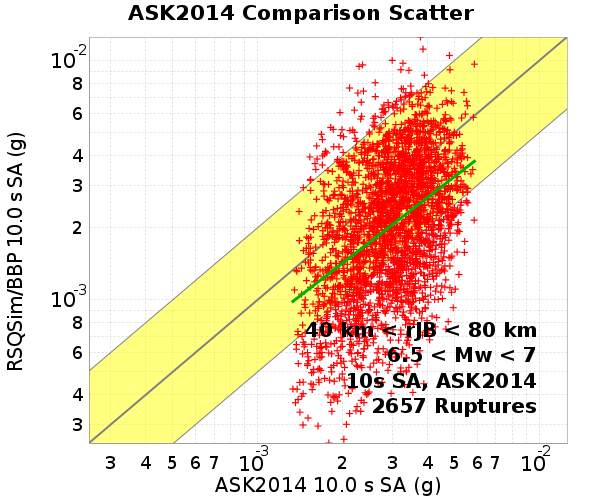 ASK2014 Comparison Scatter
RSQSim/BBP 10.0 s SA (g)
10^-2
8
6
4
3
2
10^-3
8
6
4
3
40 km < rJB < 80 km
6.5 < Mw < 7
10s SA, ASK2014
2657 Ruptures
3 4 5 6 7 10^-3 2 3 4 5 6 7 10^-2
ASK2014 10.0 s SA (g)